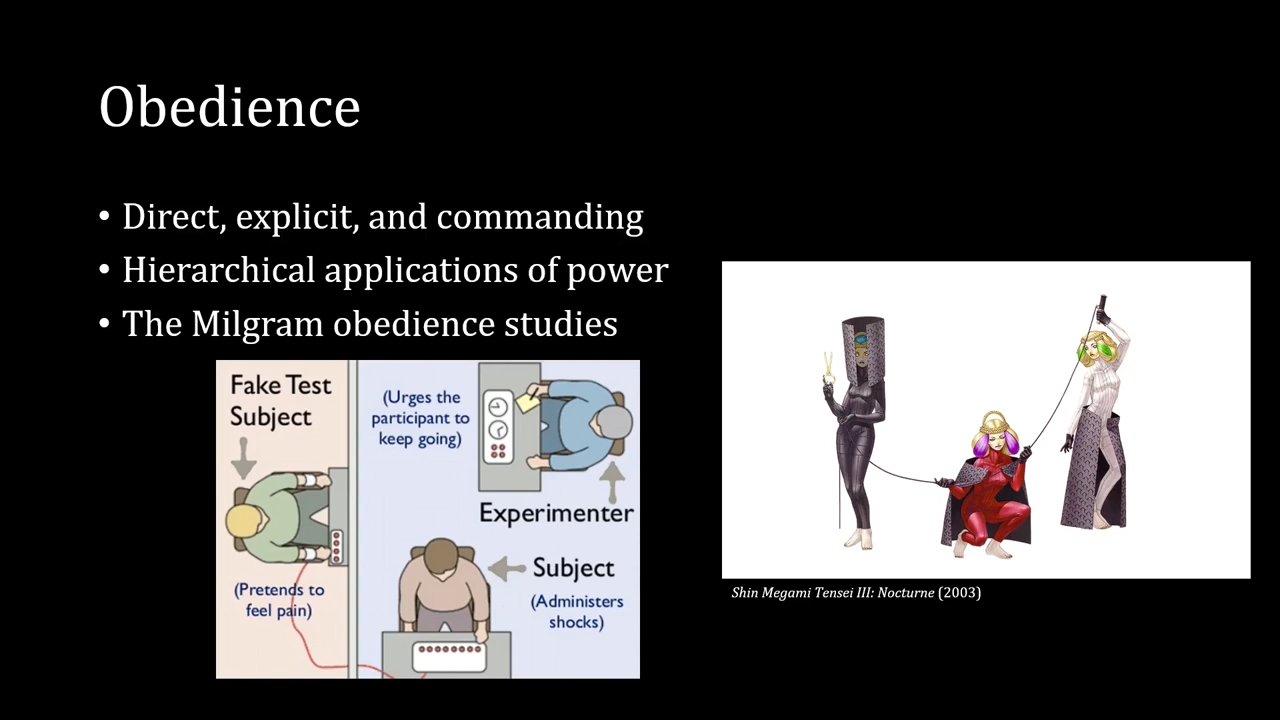 Obedience
• Direct, explicit, and commanding
• Hierarchical applications of power
• The Milgram obedience studies
Fake Test
Subject
(Pretends to
feel pain)
(Urges the
participant to
keep going)
Experimenter
Subject
(Administers
shocks)
Shin Megami Tensei III: Nocturne (2003)